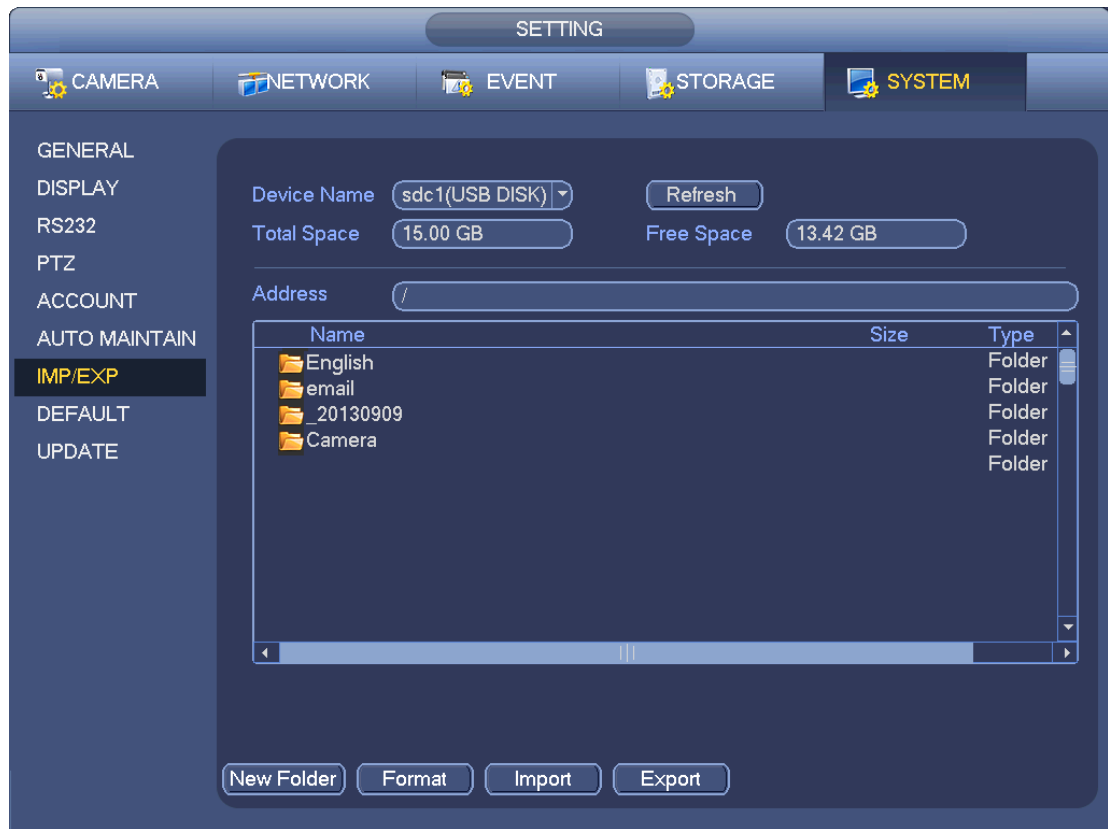 SETTING
CAMERA NETWORK EVENT STORAGE SYSTEM
GENERAL
DISPLAY
RS232
PTZ
ACCOUNT
AUTO MAINTAIN
IMP/EXP
DEFAULT
UPDATE
Device Name sdc1(USB DISK) Refresh
Total Space 15.00 GB Free Space 13.42 GB
Address /
Name Size Type
English Folder
email Folder
_20130909 Folder
Camera Folder
Folder
New Folder Format Import Export